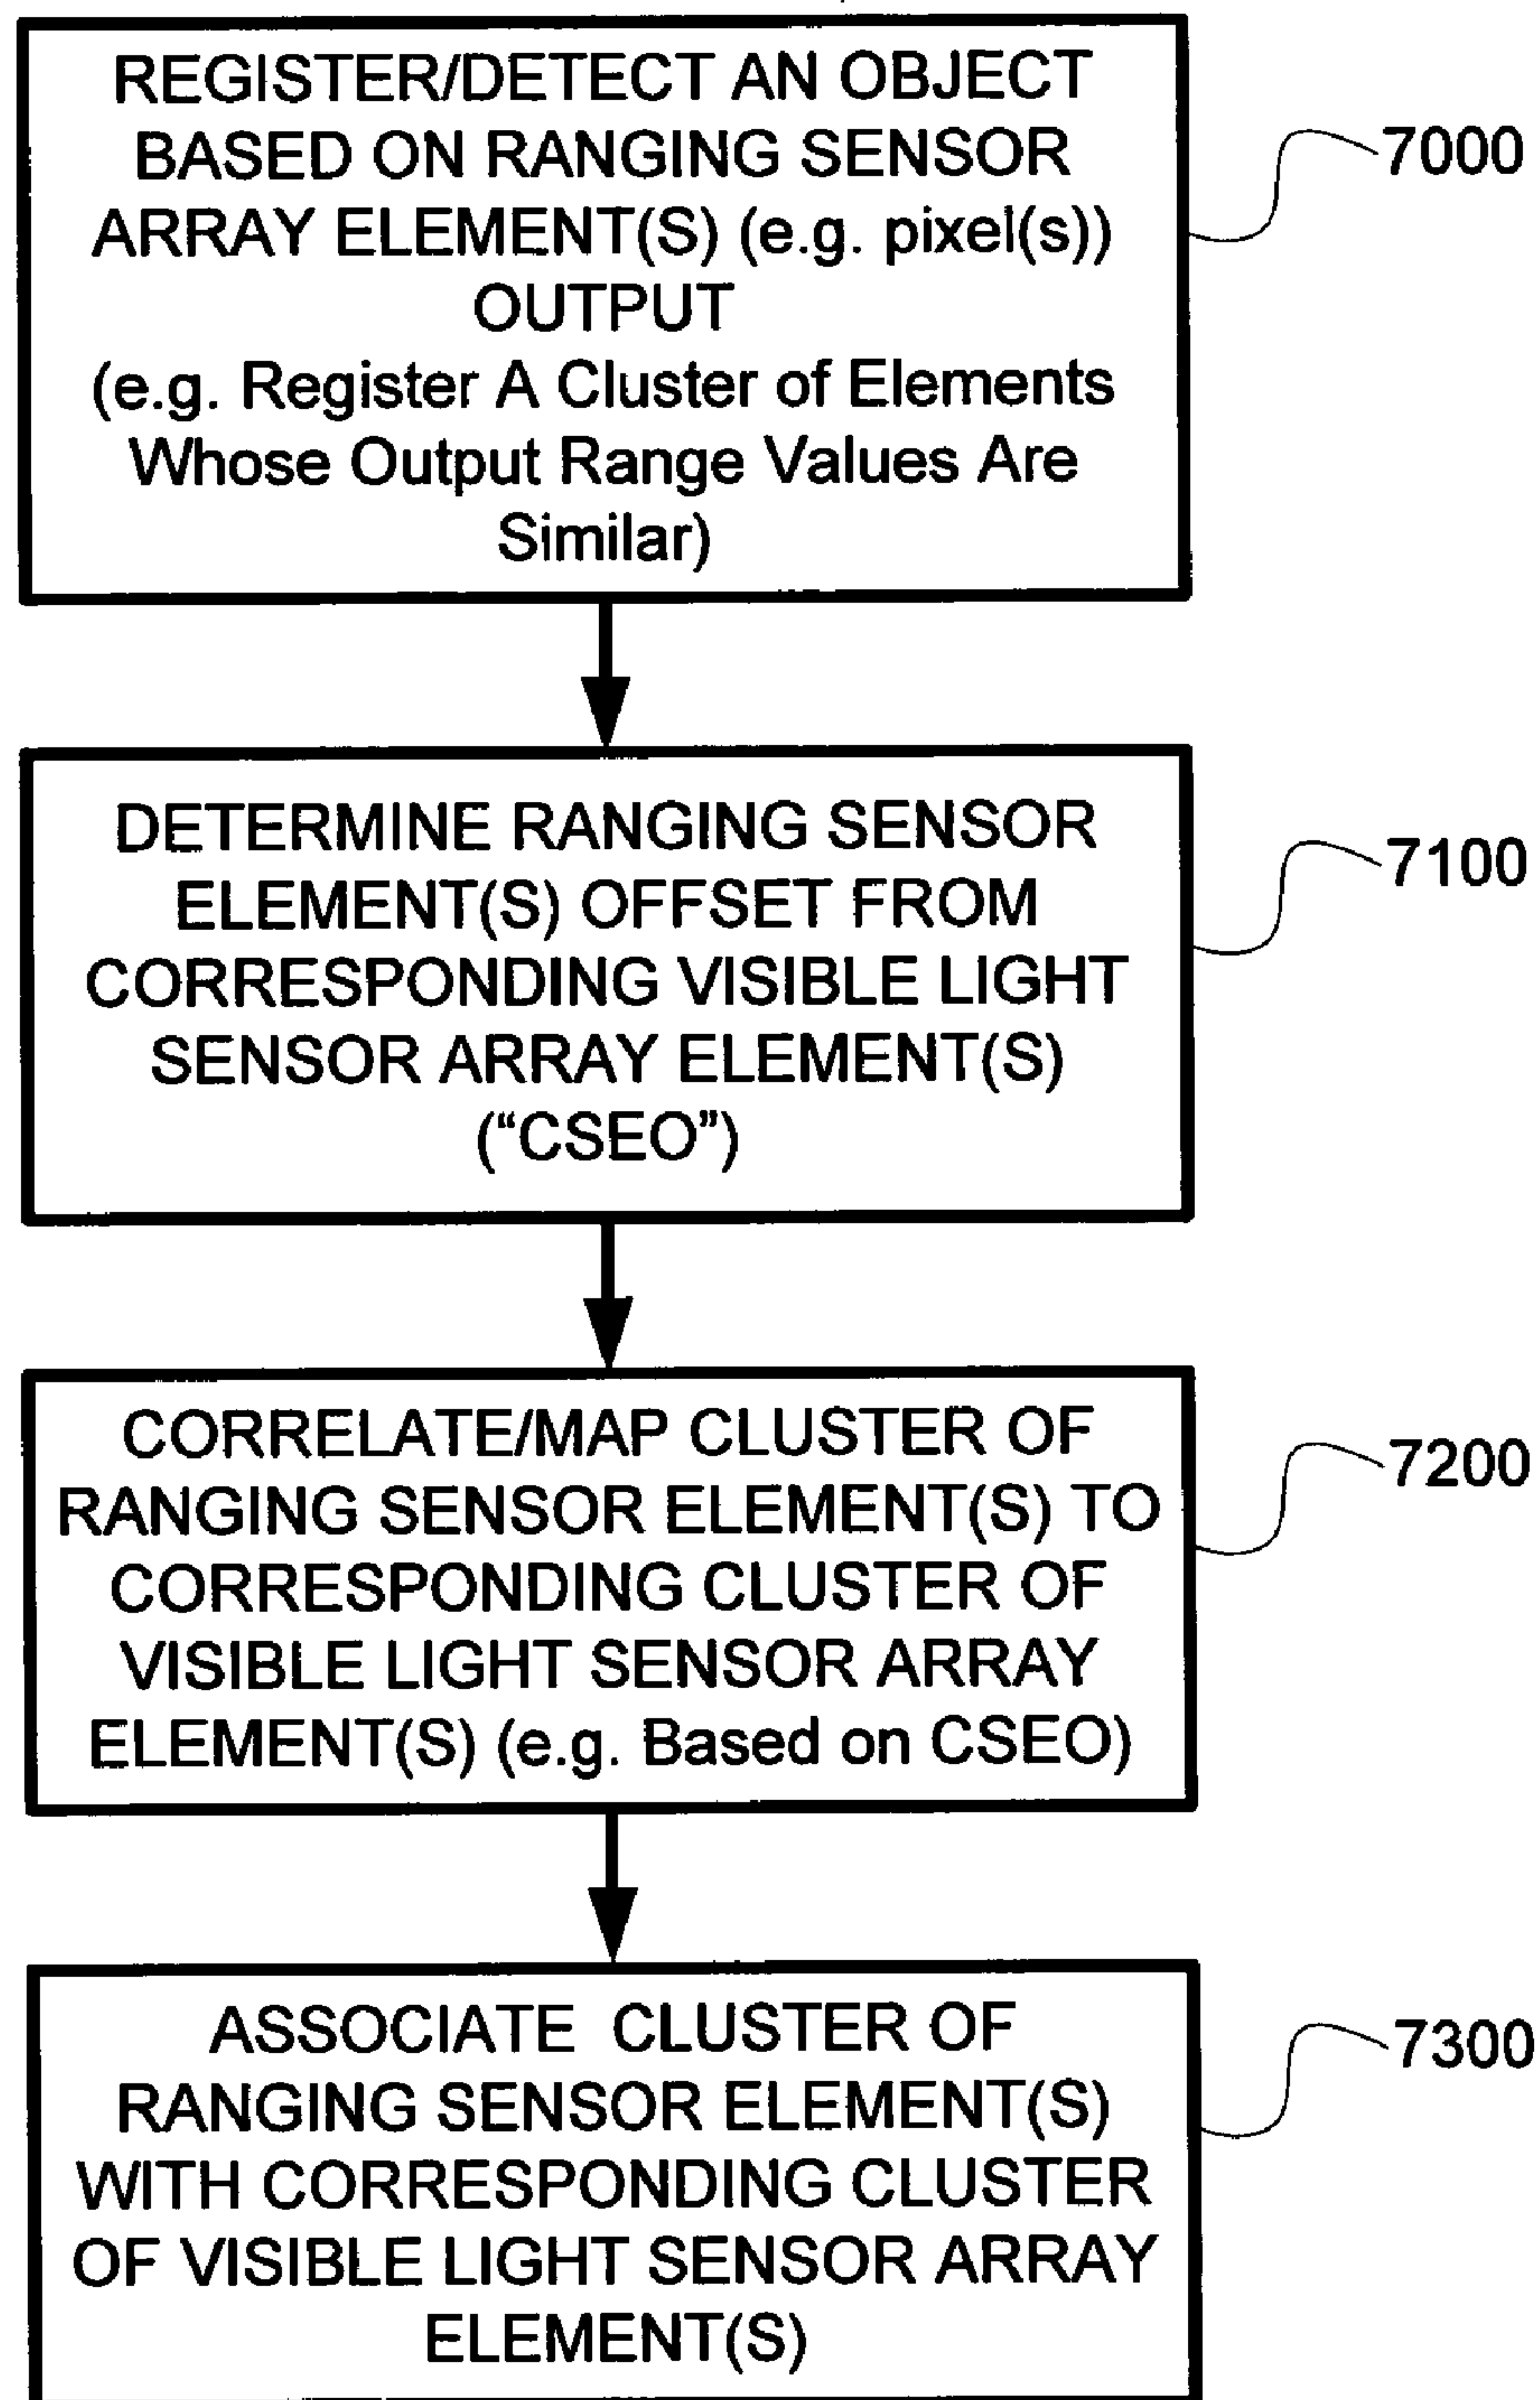 REGISTER/DETECT AN OBJECT
BASED ON RANGING SENSOR
ARRAY ELEMENT(S) (e.g. pixel(s))
OUTPUT
(e.g. Register A Cluster of Elements
Whose Output Range Values Are
Similar)
7000
DETERMINE RANGING SENSOR
ELEMENT(S) OFFSET FROM
CORRESPONDING VISIBLE LIGHT
SENSOR ARRAY ELEMENT(S)
(“CSEO”)
7100
CORRELATE/MAP CLUSTER OF
RANGING SENSOR ELEMENT(S) TO
CORRESPONDING CLUSTER OF
VISIBLE LIGHT SENSOR ARRAY
ELEMENT(S) (e.g. Based on CSEO)
7200
ASSOCIATE CLUSTER OF
RANGING SENSOR ELEMENT(S)
WITH CORRESPONDING CLUSTER
OF VISIBLE LIGHT SENSOR ARRAY
ELEMENT(S)
7300